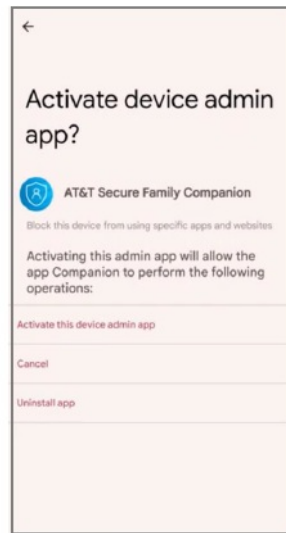 Activate device admin
app?
AT&T Secure Family Companion
Block this device from using specific apps and websites
Activating this admin app will allow the
app Companion to perform the following
operations:
Activate this device admin app
Cancel
Uninstall app